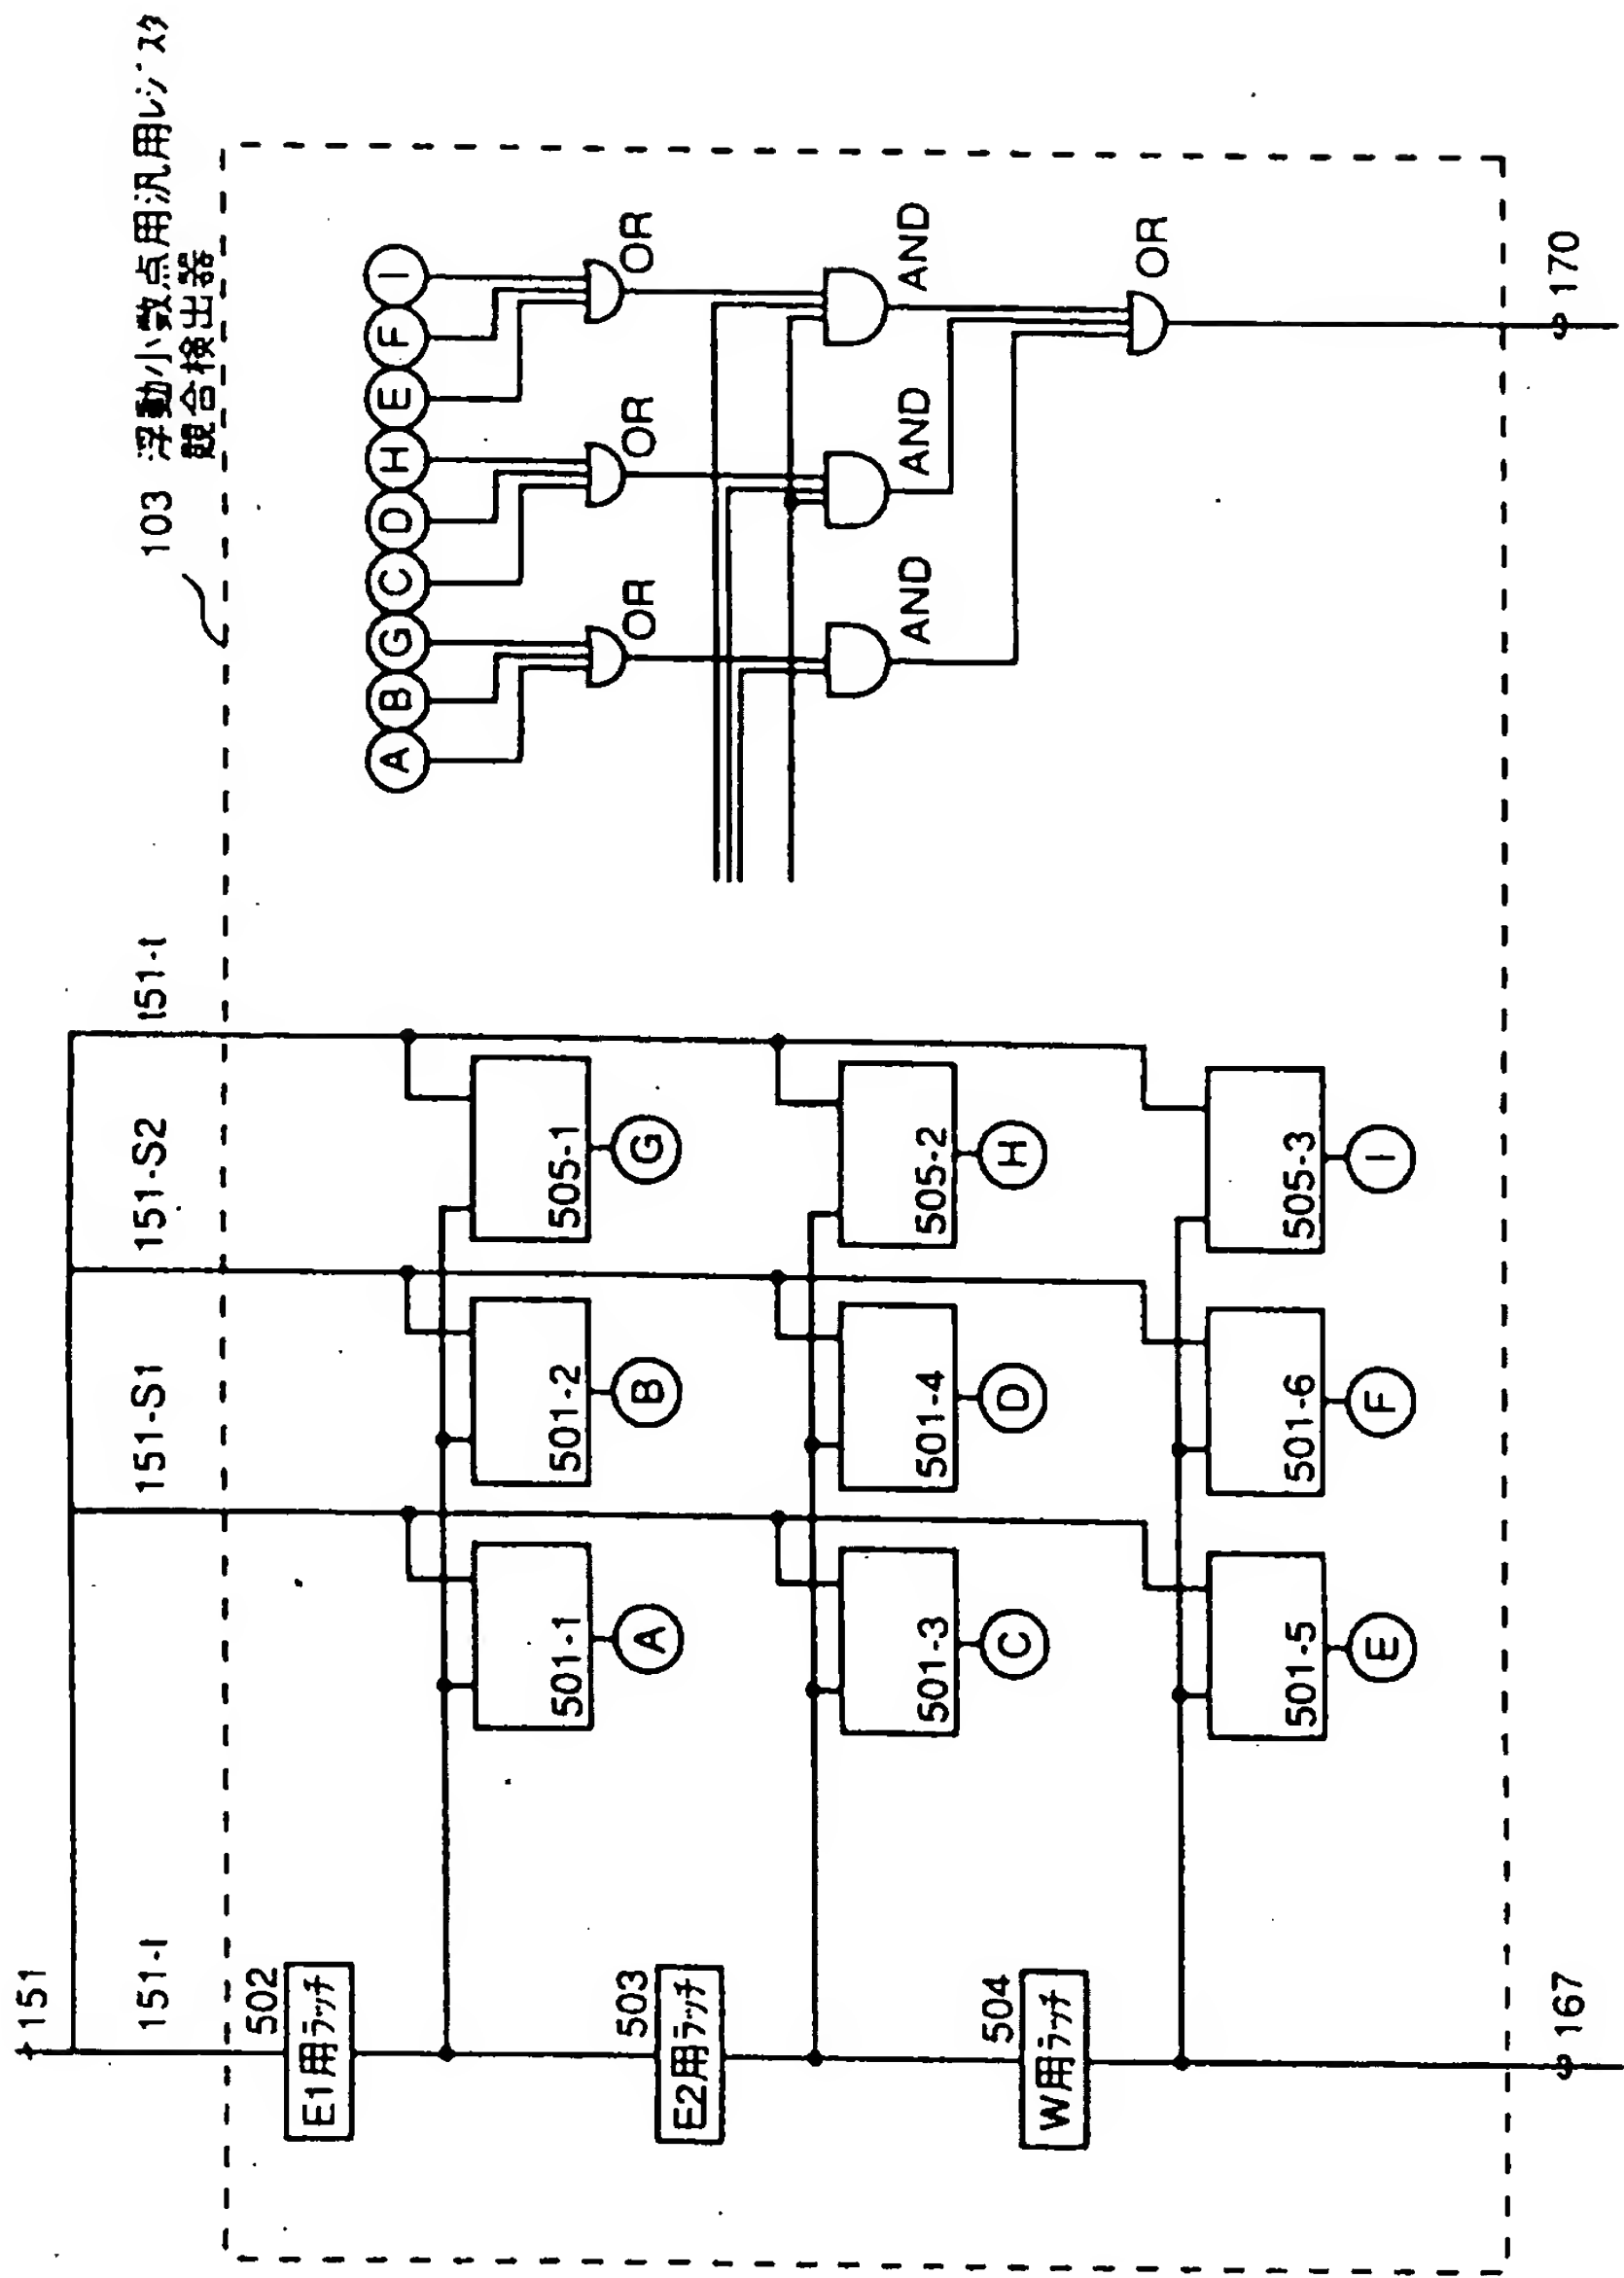 103 浮動小数点用汎用レジスタ
競合検出器
151
151-I
151-S1
151-S2
151-t
502
E1用ラッチ
503
E2用ラッチ
504
W用ラッチ
501-1
A
501-2
B
505-1
G
501-3
C
501-4
D
505-2
H
501-5
E
501-6
F
505-3
I
A
B
G
C
D
H
E
F
I
OR
OR
OR
AND
AND
AND
OR
167
170